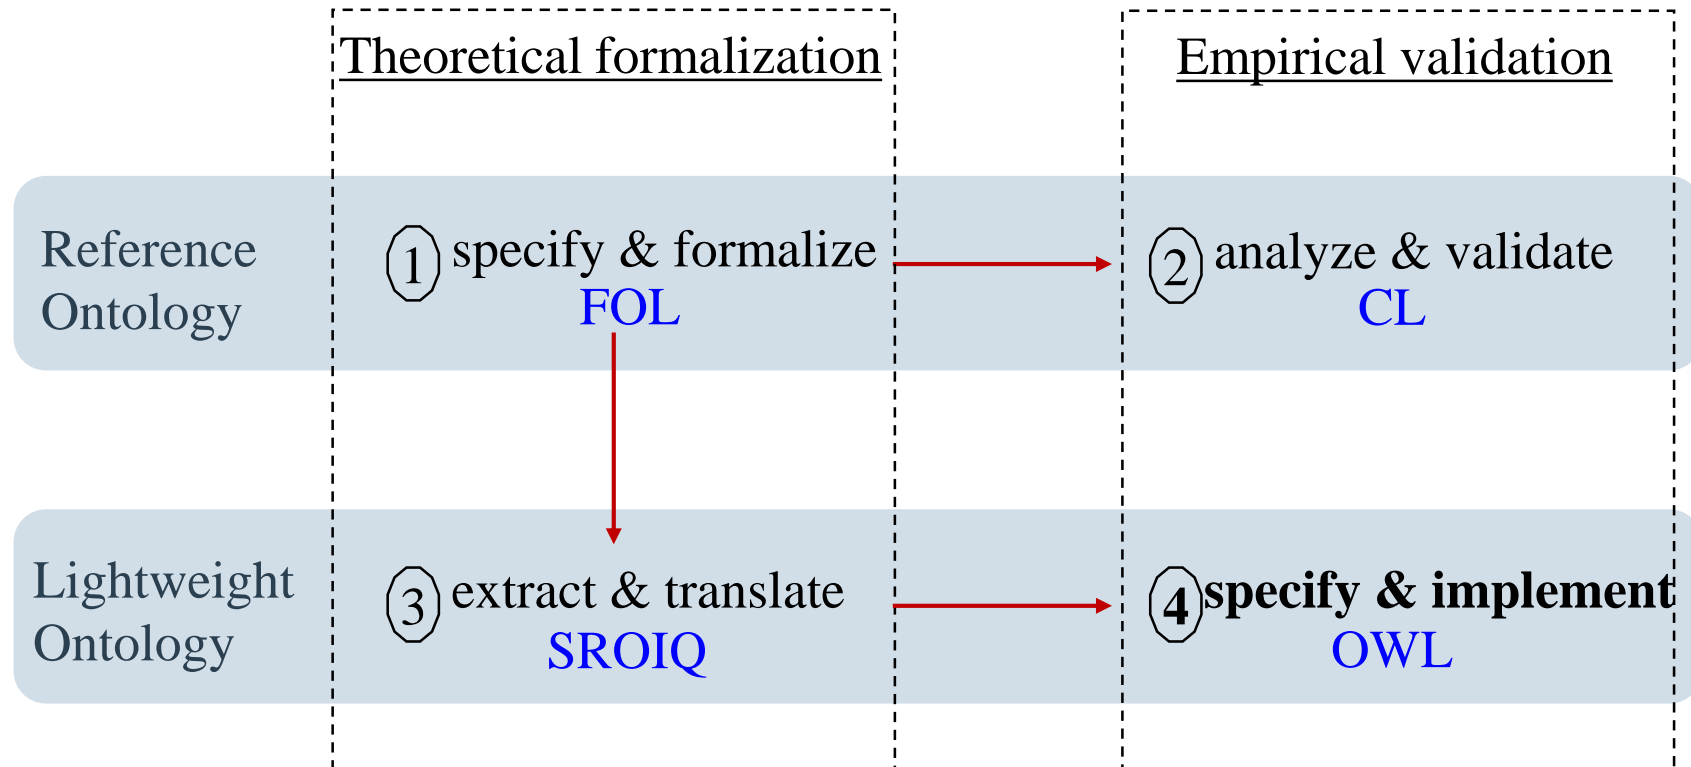 Theoretical formalization
Empirical validation
Reference
Ontology
1 specify & formalize
FOL
2 analyze & validate
CL
Lightweight
Ontology
3 extract & translate
SROIQ
4 specify & implement
OWL